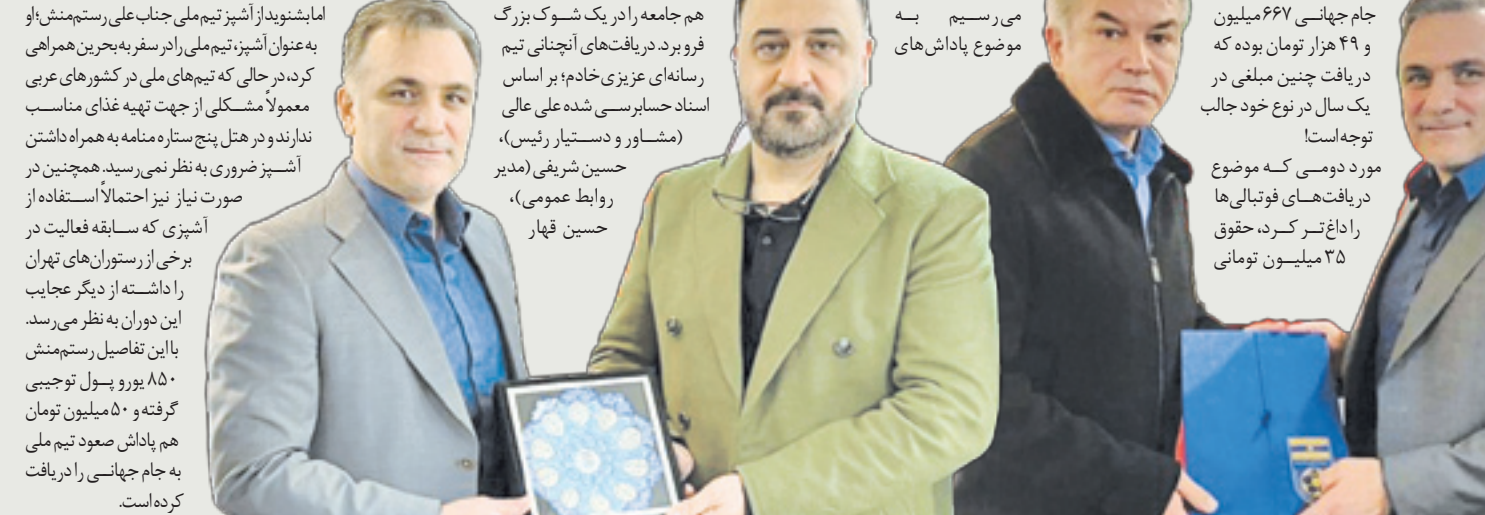 جام جهانی ۶۶۷ میلیون
و ۴۹ هزار تومان بوده که
دریافت چنین مبلغی در
یک سال در نوع خود جالب
توجه است!
مورد دومی که موضوع
دریافت‌های فوتبالی‌ها
را داغ‌تر کرد، حقوق
۳۵ میلیون تومانی
می رسیم به
موضوع پاداش‌های
هم جامعه را در یک شوک بزرگ
فرو برد. دریافت‌های آنچنانی تیم
رسانه‌ای عزیزی‌خادم؛ بر اساس
اسناد حسابرسی شده علی عالی
(مشاور و دستیار رئیس)،
حسین شریفی (مدیر
روابط عمومی)،
حسین قهار
اما بشنوید از آشپز تیم ملی جناب علی رستم‌منش؛ او
به عنوان آشپز، تیم ملی را در سفر به بحرین همراهی
کرد، در حالی که تیم‌های ملی در کشورهای عربی
معمولاً مشکلی از جهت تهیه غذای مناسب
ندارند و در هتل پنج ستاره منامه به همراه داشتن
آشپز ضروری به نظر نمی‌رسید. همچنین در
صورت نیاز نیز احتمالاً استفاده از
آشپزی که سابقه فعالیت در
برخی از رستوران‌های تهران
را داشته از دیگر عجایب
این دوران به نظر می‌رسد.
با این تفاصیل رستم‌منش
۸۵۰ یورو پول توجیبی
گرفته و ۵۰ میلیون تومان
هم پاداش صعود تیم ملی
به جام جهانی را دریافت
کرده است.